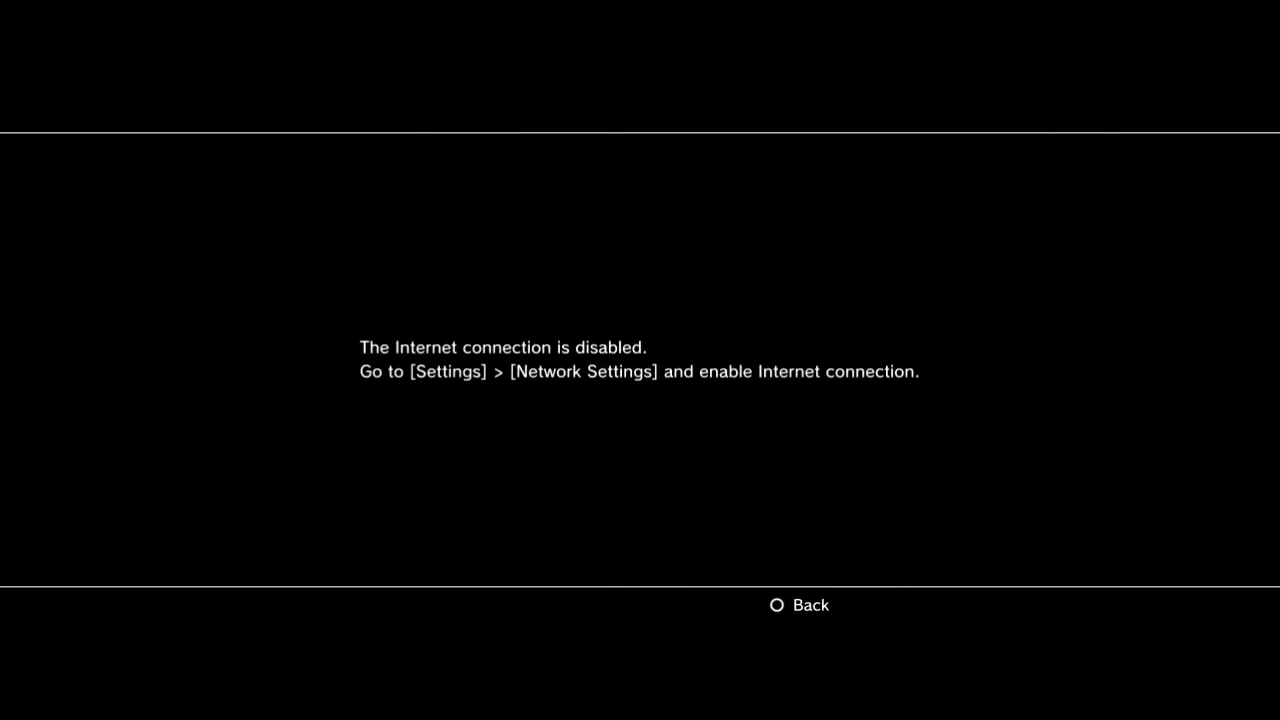 The Internet connection is disabled.
Go to [Settings] > [Network Settings] and enable Internet connection.
Back